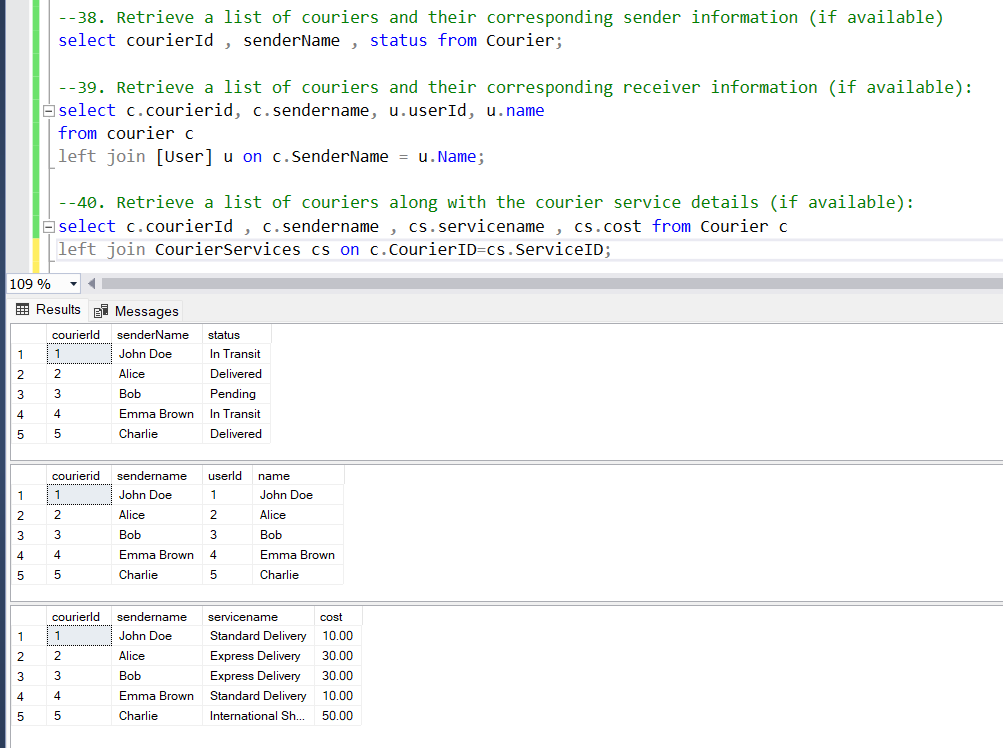 --38. Retrieve a list of couriers and their corresponding sender information (if available)
select courierId , senderName , status from Courier;
--39. Retrieve a list of couriers and their corresponding receiver information (if available):
select c.courierid, c.sendername, u.userId, u.name
from courier c
left join [User] u on c.SenderName = u.Name;
--40. Retrieve a list of couriers along with the courier service details (if available):
select c.courierId , c.sendername , cs.servicename , cs.cost from Courier c
left join CourierServices cs on c.CourierID=cs.ServiceID;
109 %
Results Messages
courierId senderName status
1 1 John Doe In Transit
2 2 Alice Delivered
3 3 Bob Pending
4 4 Emma Brown In Transit
5 5 Charlie Delivered
courierid sendername userId name
1 1 John Doe 1 John Doe
2 2 Alice 2 Alice
3 3 Bob 3 Bob
4 4 Emma Brown 4 Emma Brown
5 5 Charlie 5 Charlie
courierId sendername servicename cost
1 1 John Doe Standard Delivery 10.00
2 2 Alice Express Delivery 30.00
3 3 Bob Express Delivery 30.00
4 4 Emma Brown Standard Delivery 10.00
5 5 Charlie International Sh... 50.00